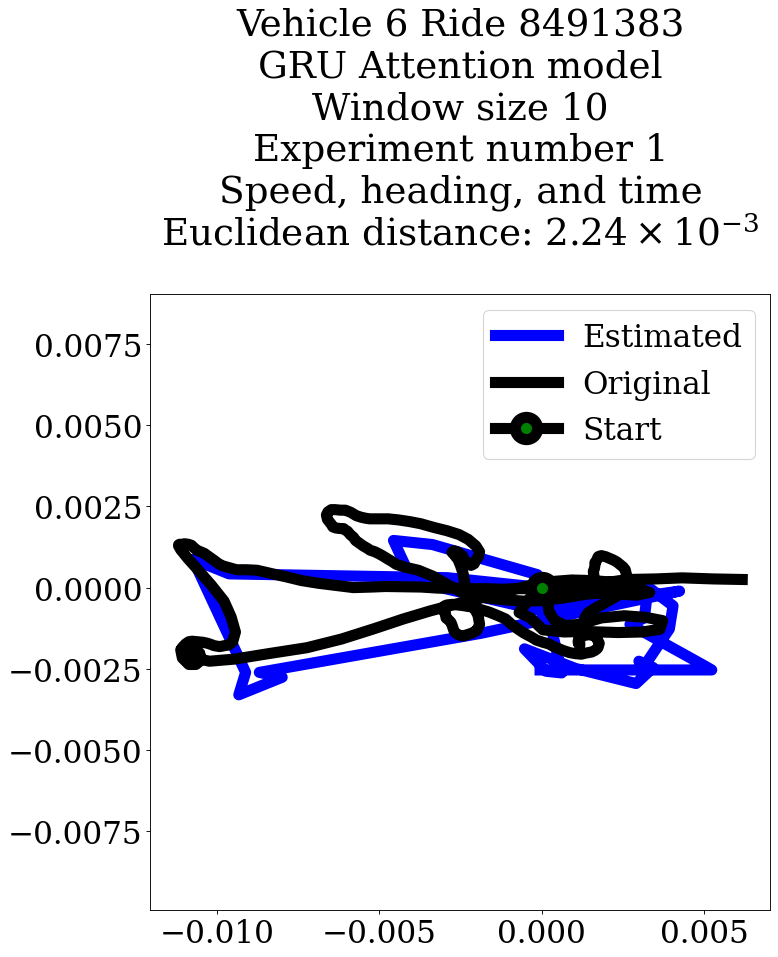 Vehicle 6 Ride 8491383
GRU Attention model
Window size 10
Experiment number 1
Speed, heading, and time
Euclidean distance: 2.24 × 10⁻³
Estimated
Original
Start
0.0075
0.0050
0.0025
0.0000
−0.0025
−0.0050
−0.0075
−0.010 −0.005 0.000 0.005